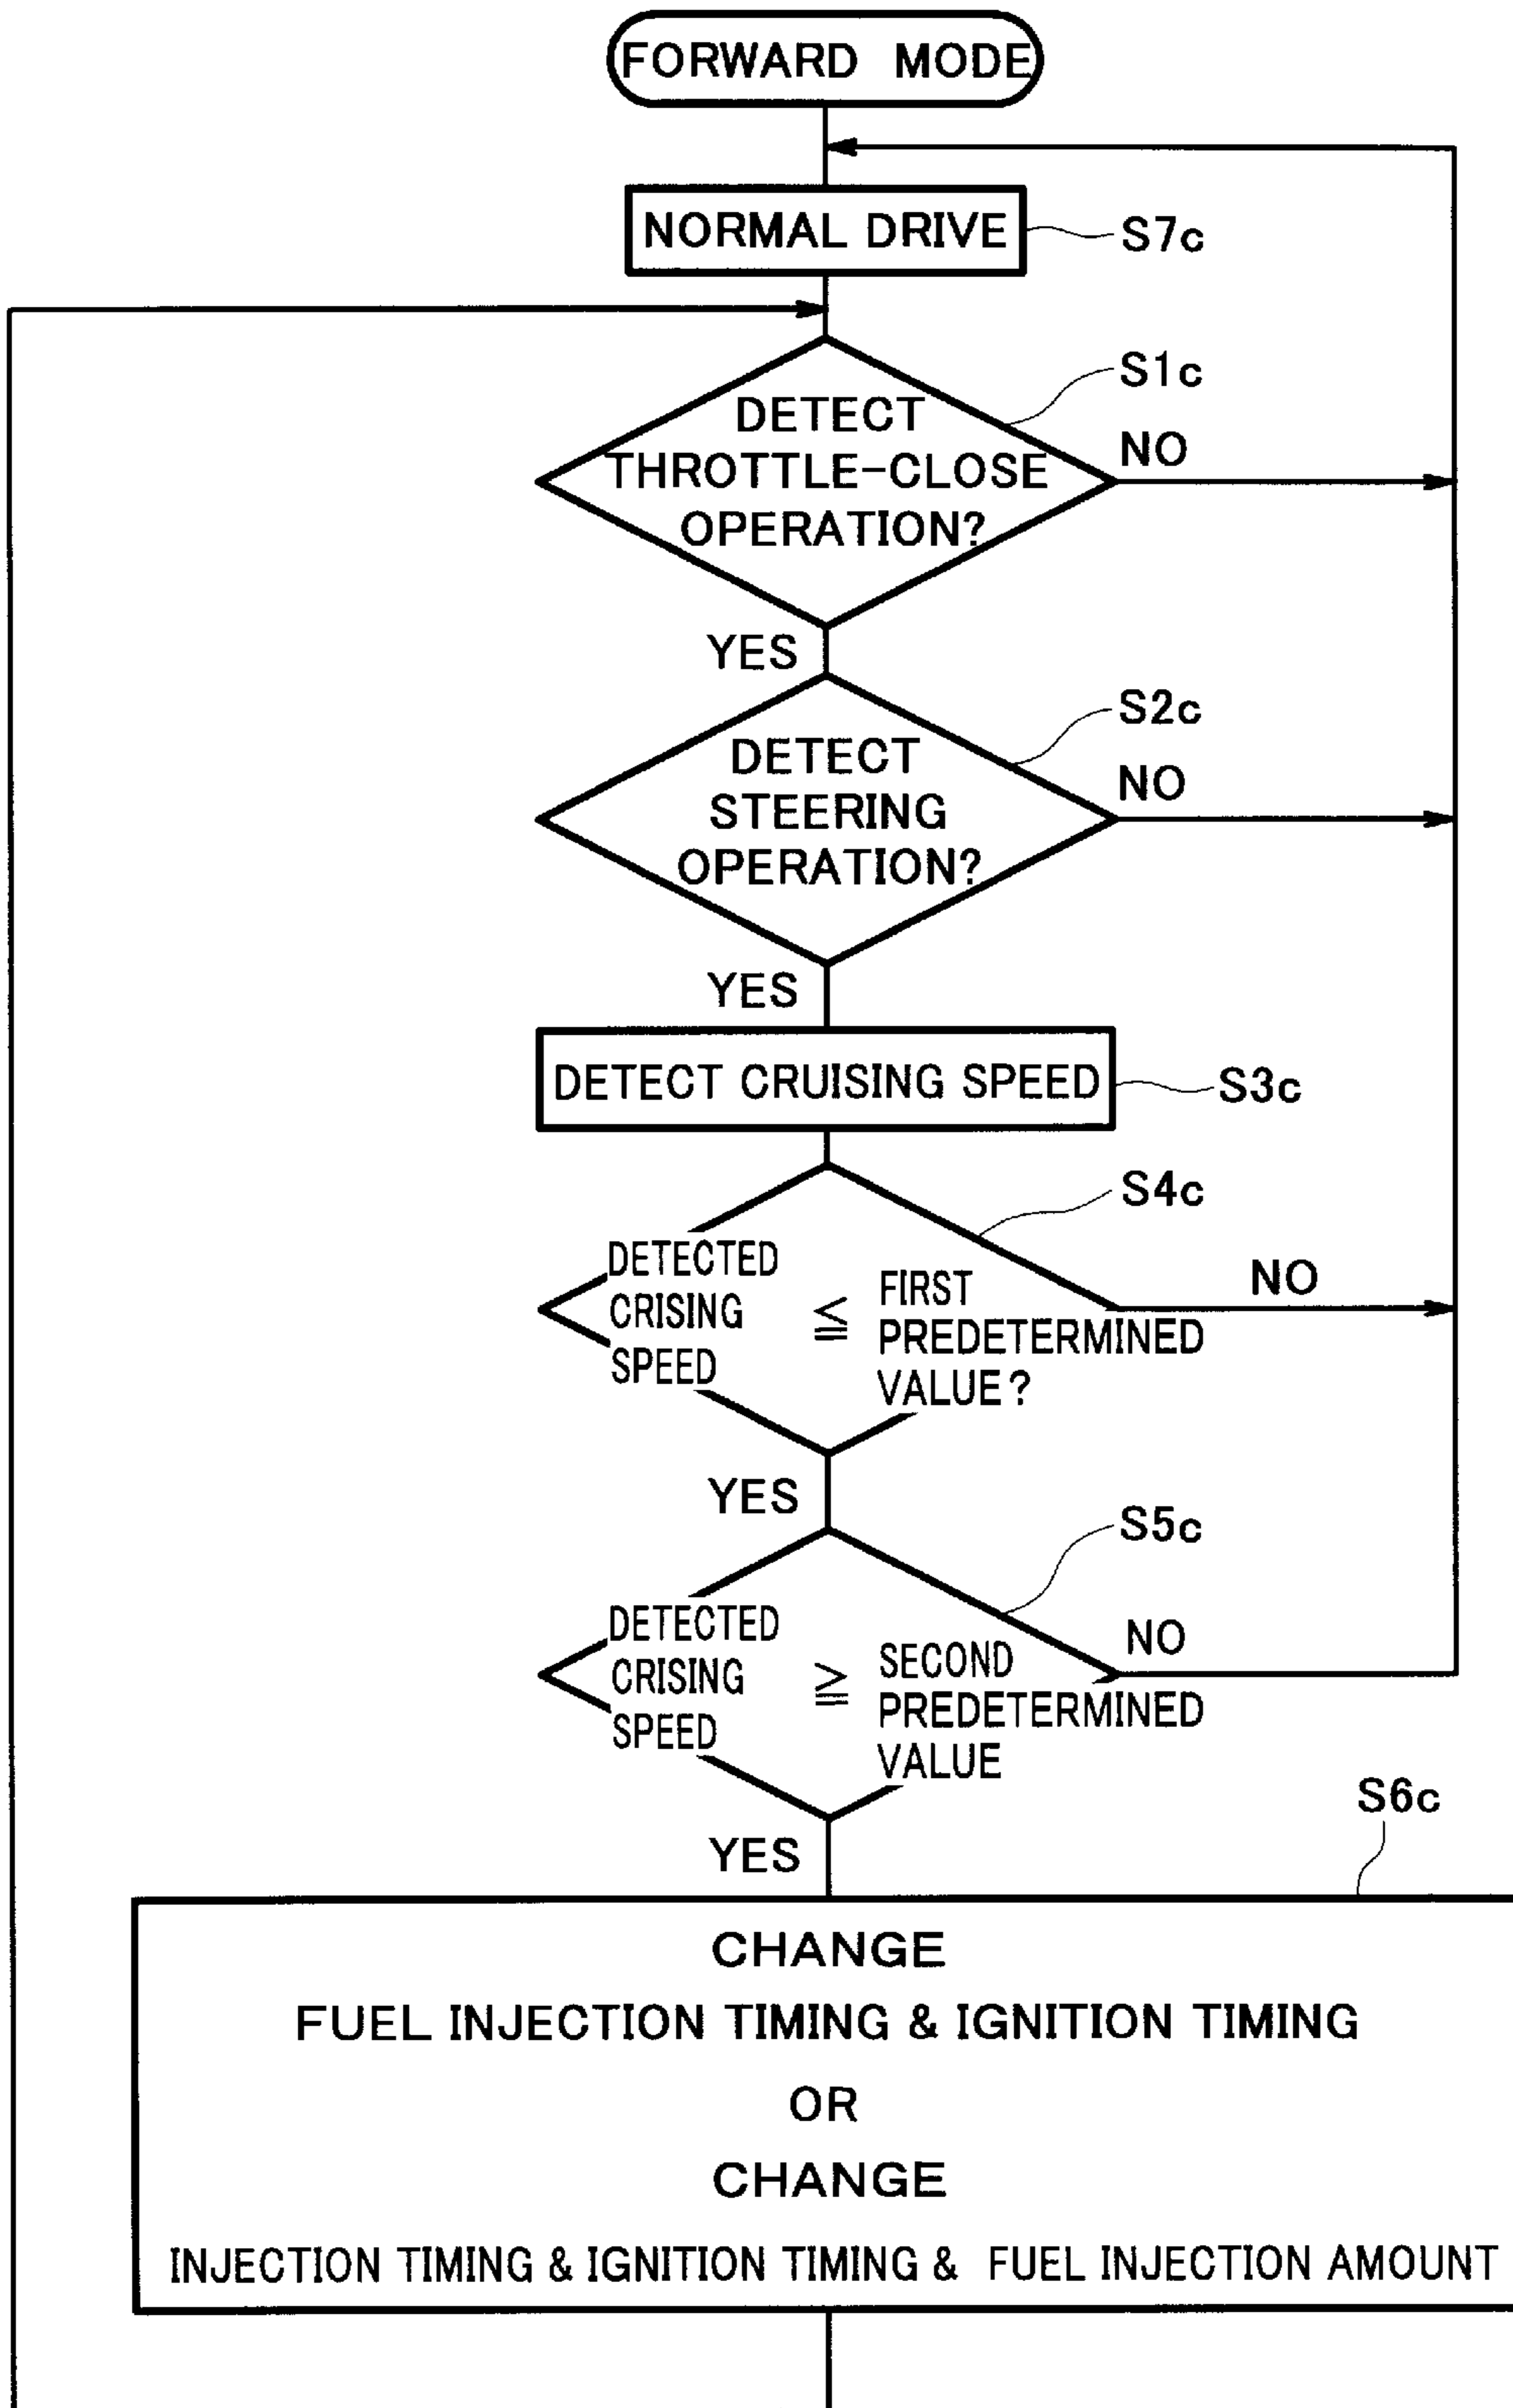 FORWARD MODE
NORMAL DRIVE
S7c
S1c
DETECT
THROTTLE-CLOSE
OPERATION?
NO
YES
S2c
DETECT
STEERING
OPERATION?
NO
YES
DETECT CRUISING SPEED
S3c
S4c
DETECTED
CRISING
SPEED
≦
FIRST
PREDETERMINED
VALUE?
NO
YES
S5c
DETECTED
CRISING
SPEED
≧
SECOND
PREDETERMINED
VALUE
NO
YES
S6c
CHANGE
FUEL INJECTION TIMING & IGNITION TIMING
OR
CHANGE
INJECTION TIMING & IGNITION TIMING & FUEL INJECTION AMOUNT